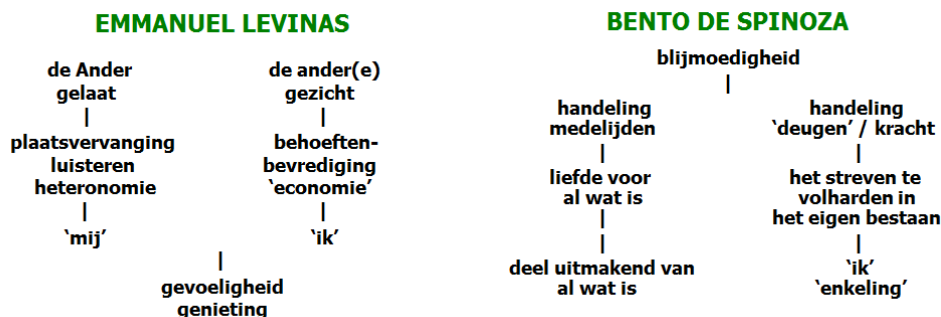 EMMANUEL LEVINAS
de Ander
gelaat
|
plaatsvervanging
luisteren
heteronomie
|
‘mij’
de ander(e)
gezicht
|
behoeften-
bevrediging
‘economie’
|
‘ik’
|
gevoeligheid
genieting
BENTO DE SPINOZA
blijmoedigheid
|
handeling
medelijden
|
liefde voor
al wat is
|
|
deel uitmakend van
al wat is
handeling
‘deugen’ / kracht
|
het streven te
volharden in
het eigen bestaan
|
‘ik’
‘enkeling’